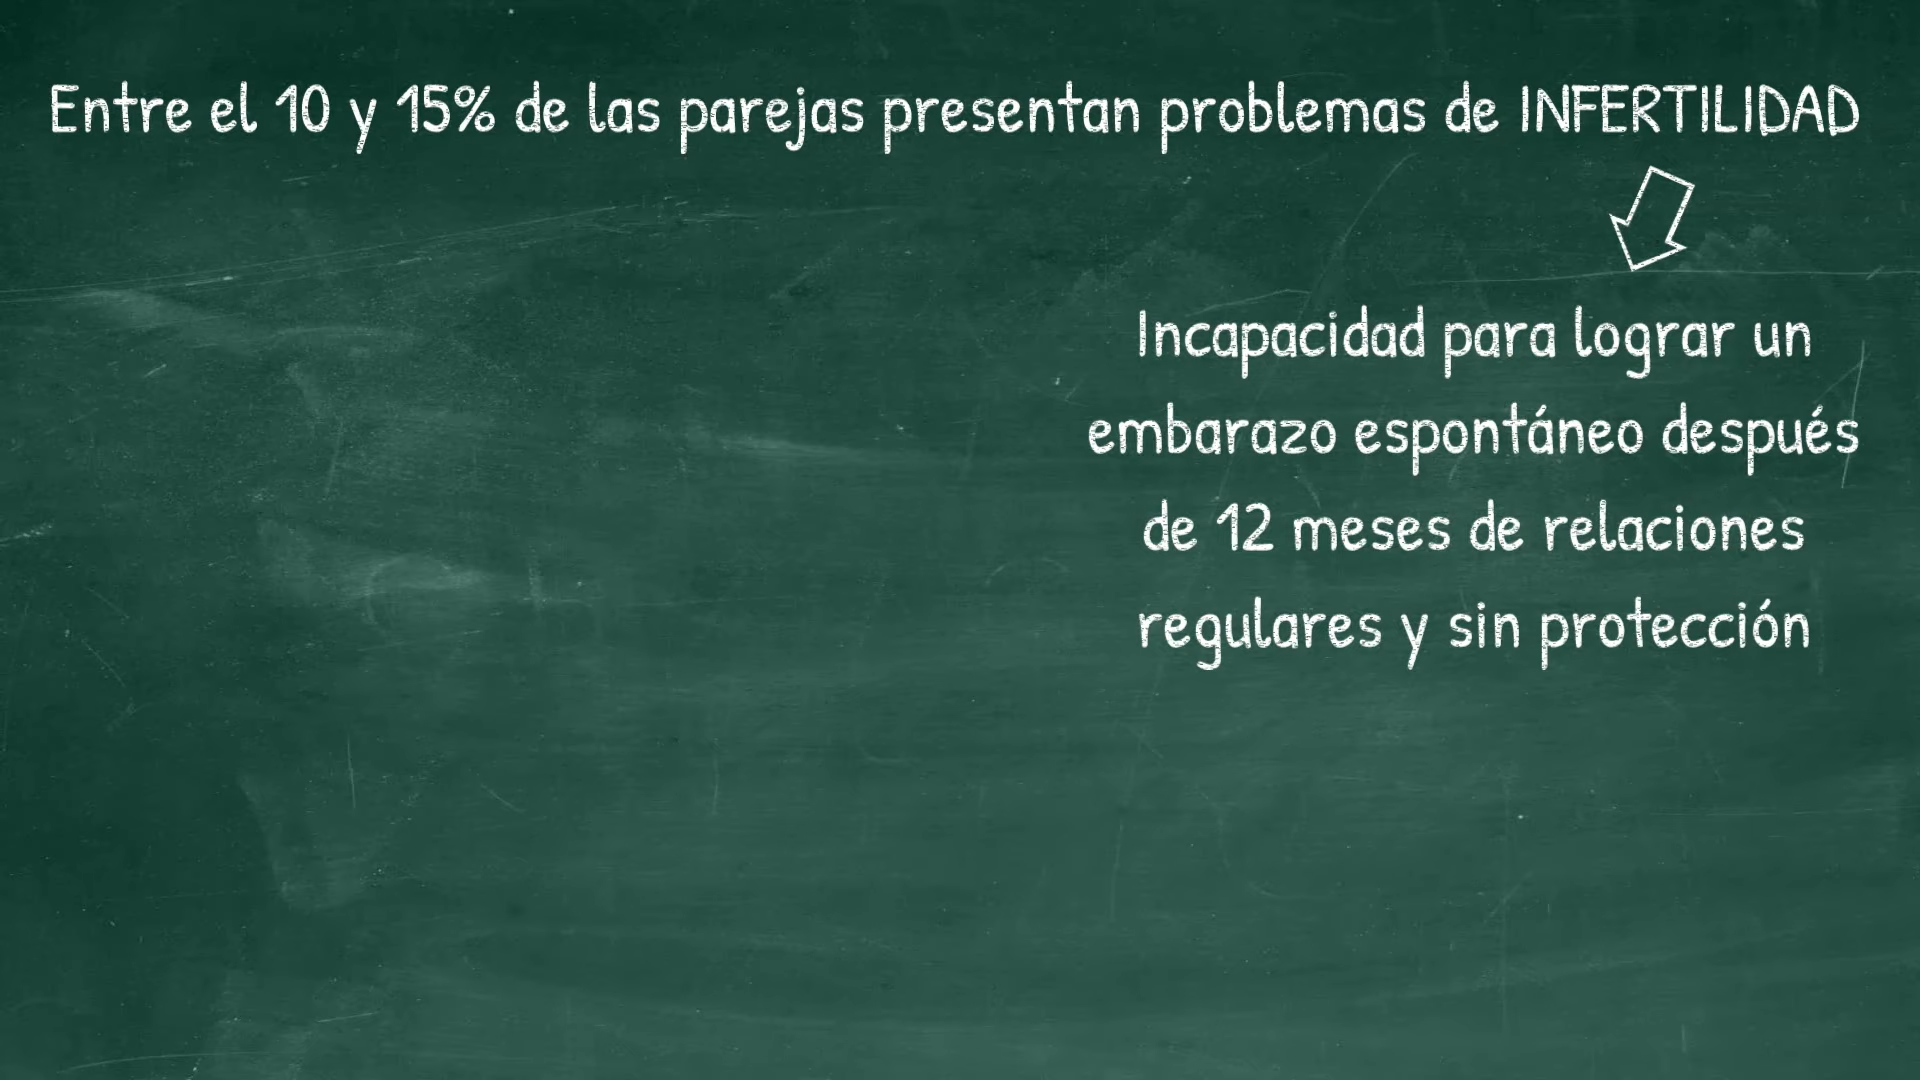 Entre el 10 y 15% de las parejas presentan problemas de INFERTILIDAD
Incapacidad para lograr un
embarazo espontáneo después
de 12 meses de relaciones
regulares y sin protección